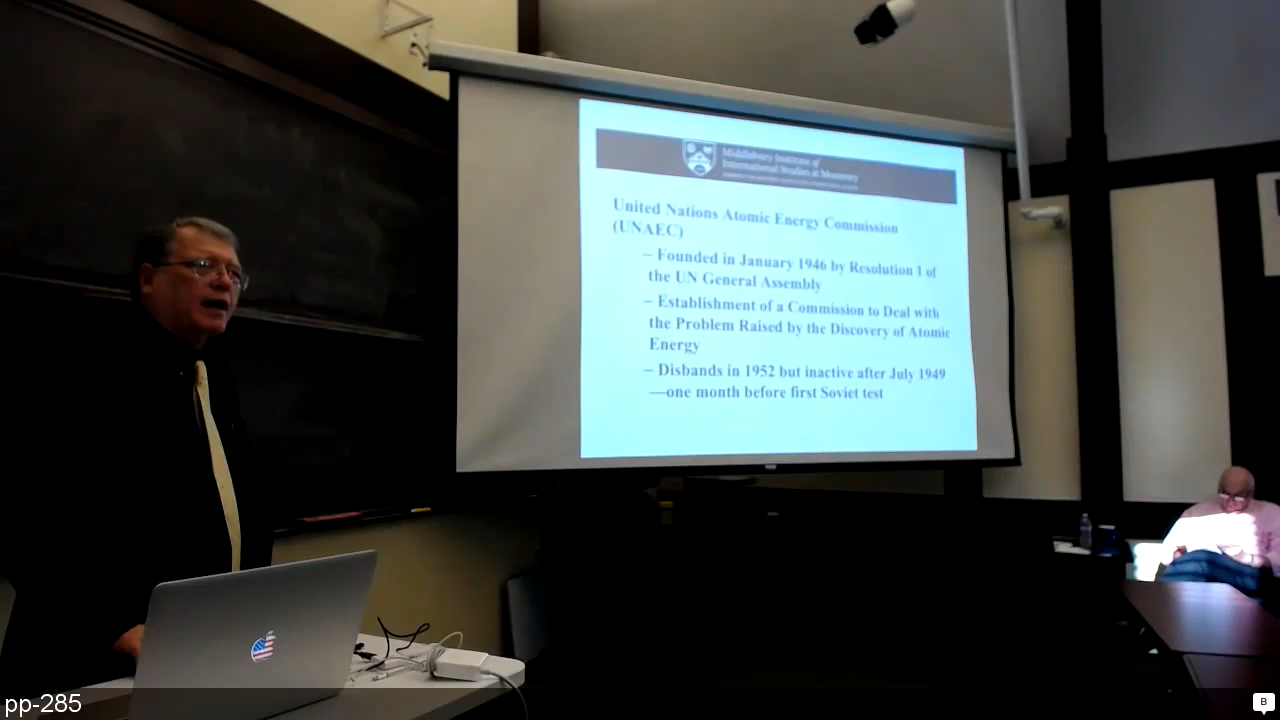 Middlebury Institute of
International Studies at Monterey
United Nations Atomic Energy Commission
(UNAEC)
– Founded in January 1946 by Resolution 1 of
the UN General Assembly
– Establishment of a Commission to Deal with
the Problem Raised by the Discovery of Atomic
Energy
– Disbands in 1952 but inactive after July 1949
—one month before first Soviet test
pp-285
B